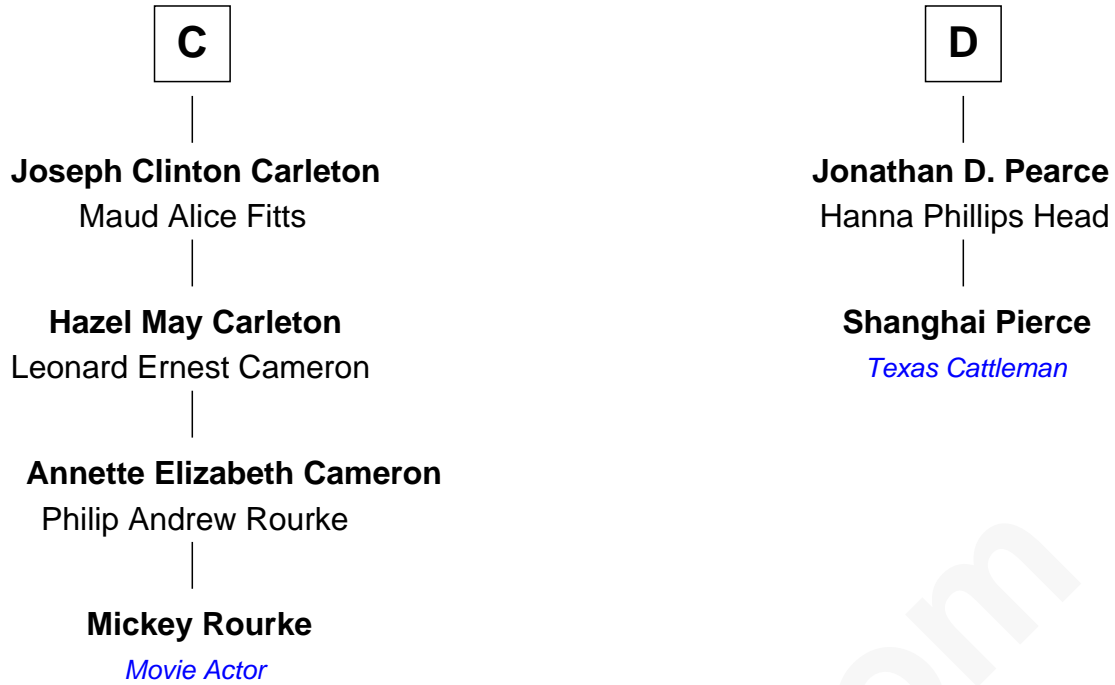 C
Joseph Clinton Carleton
Maud Alice Fitts
Hazel May Carleton
Leonard Ernest Cameron
Annette Elizabeth Cameron
Philip Andrew Rourke
Mickey Rourke
Movie Actor
D
Jonathan D. Pearce
Hanna Phillips Head
Shanghai Pierce
Texas Cattleman
om